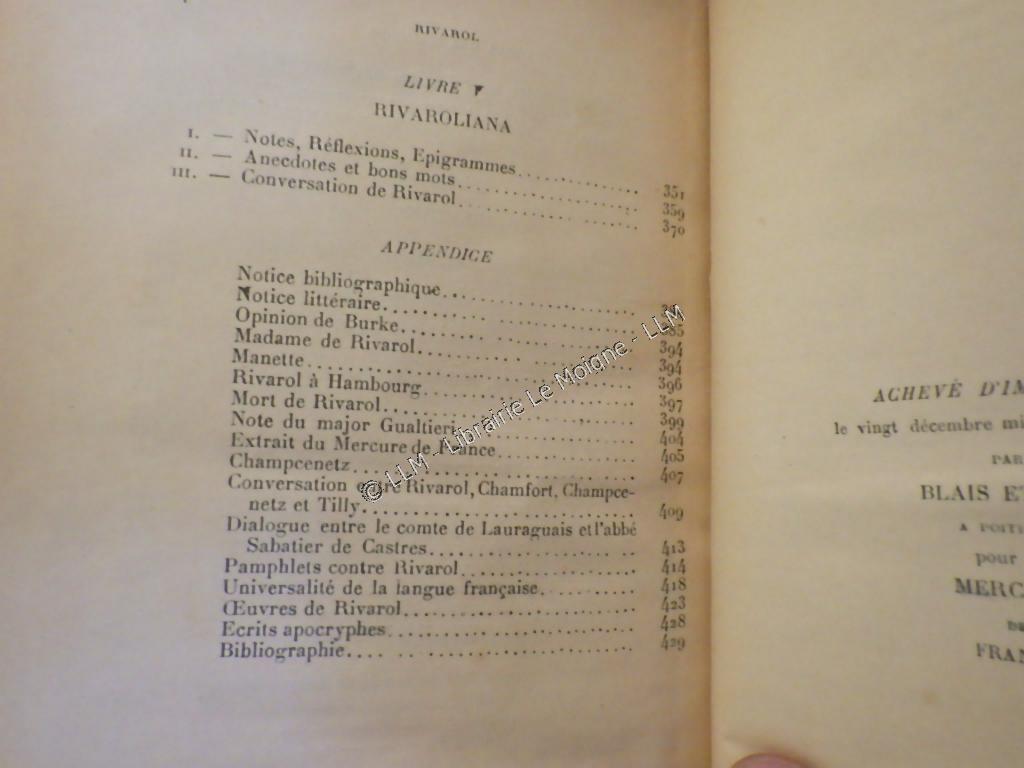 RIVAROL
LIVRE V
RIVAROLIANA
I. — Notes, Réflexions, Epigrammes.................. 351
II. — Anecdotes et bons mots.......................... 359
III. — Conversation de Rivarol......................... 370
APPENDICE
Notice bibliographique...........................
Notice littéraire................................. 385
Opinion de Burke................................ 394
Madame de Rivarol............................. 394
Manette.......................................... 396
Rivarol à Hambourg............................ 397
Mort de Rivarol................................. 399
Note du major Gualtieri........................ 404
Extrait du Mercure de France.................. 405
Champcenetz.................................... 407
Conversation entre Rivarol, Chamfort, Champce-
netz et Tilly.................................... 409
Dialogue entre le comte de Lauraguais et l'abbé
Sabatier de Castres............................ 413
Pamphlets contre Rivarol....................... 414
Universalité de la langue française............. 418
Œuvres de Rivarol.............................. 423
Ecrits apocryphes............................... 428
Bibliographie.................................... 429
© LLM - Librairie Le Moigne - LLM
ACHEVÉ D'IM
le vingt décembre mi
PAR
BLAIS ET
A POITI
pour
MERC
DE
FRAN